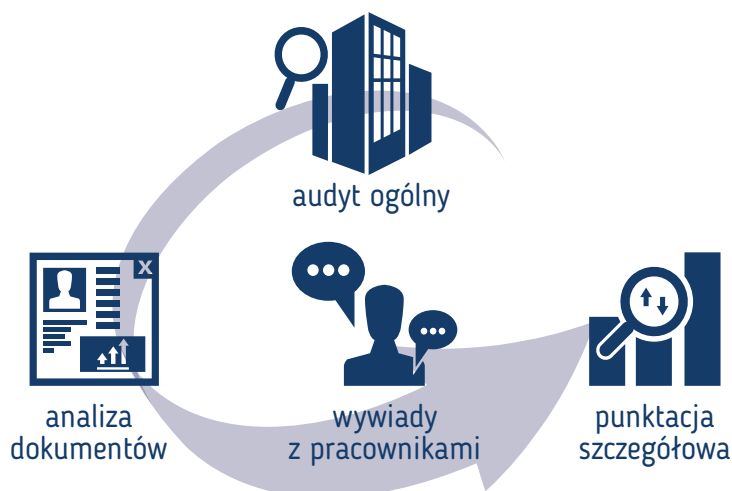 audyt ogólny
analiza
dokumentów
wywiady
z pracownikami
punktacja
szczegółowa